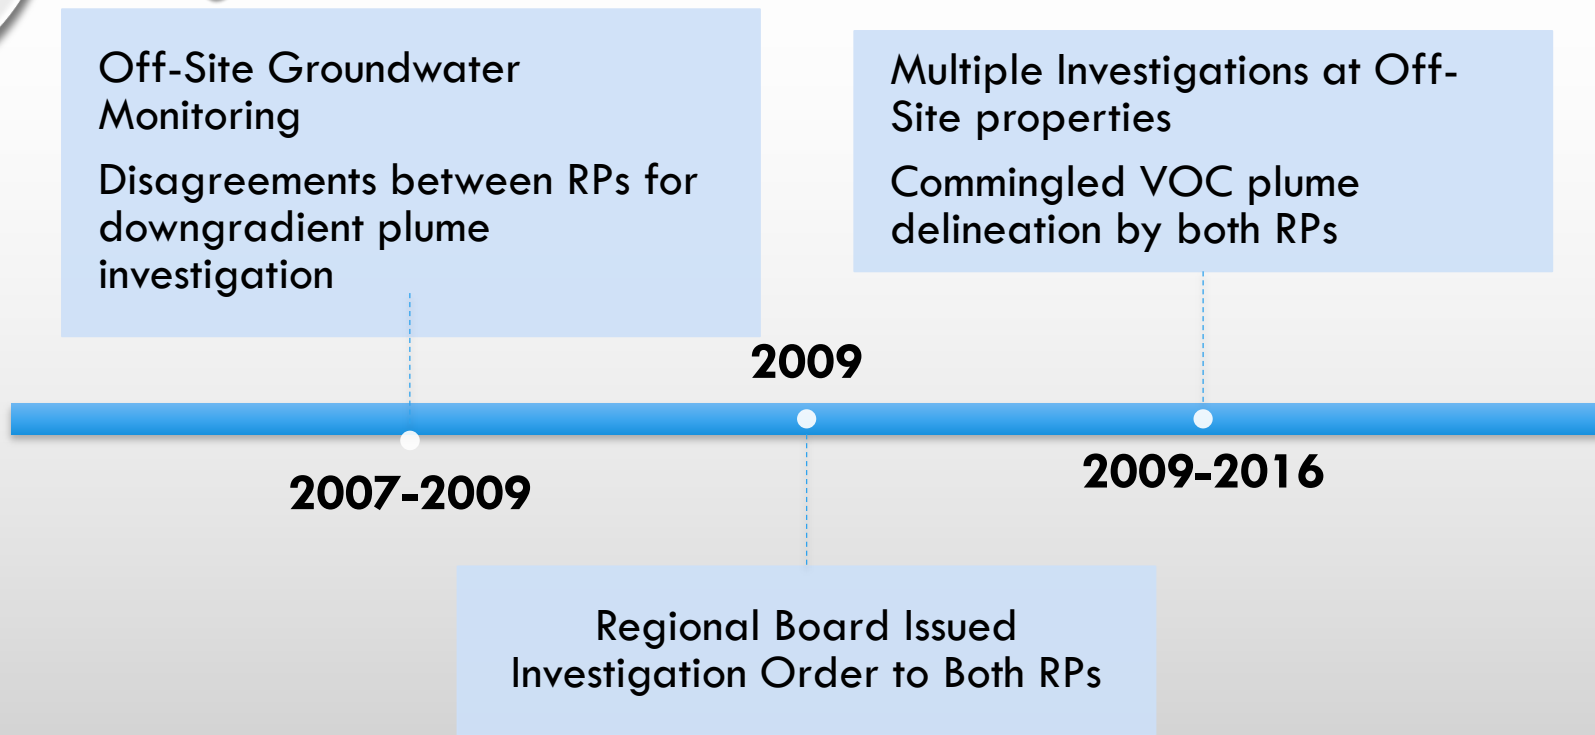 Off-Site Groundwater
Monitoring
Disagreements between RPs for
downgradient plume
investigation
2007-2009
2009
Regional Board Issued
Investigation Order to Both RPs
Multiple Investigations at Off-
Site properties
Commingled VOC plume
delineation by both RPs
2009-2016